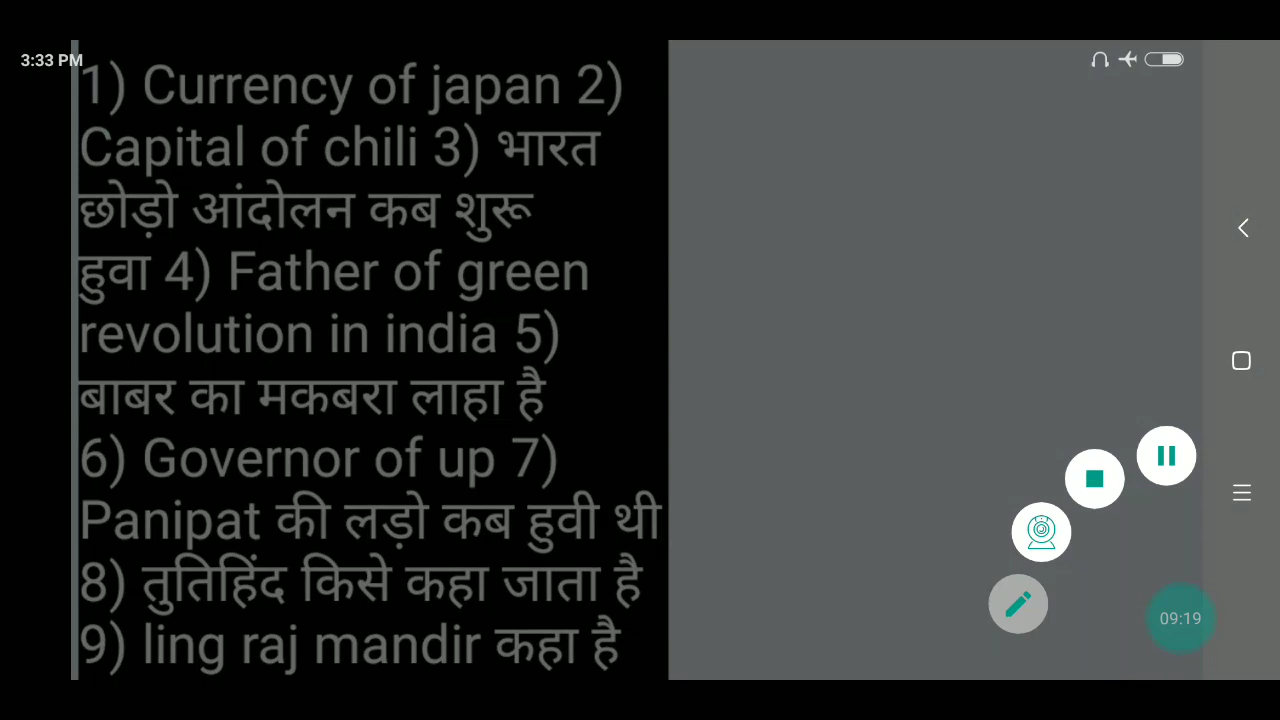 3:33 PM
1) Currency of japan 2)
Capital of chili 3) भारत
छोड़ो आंदोलन कब शुरू
हुवा 4) Father of green
revolution in india 5)
बाबर का मकबरा लाहा है
6) Governor of up 7)
Panipat की लड़ो कब हुवी थी
8) तुतिहिंद किसे कहा जाता है
9) ling raj mandir कहा है
09:19